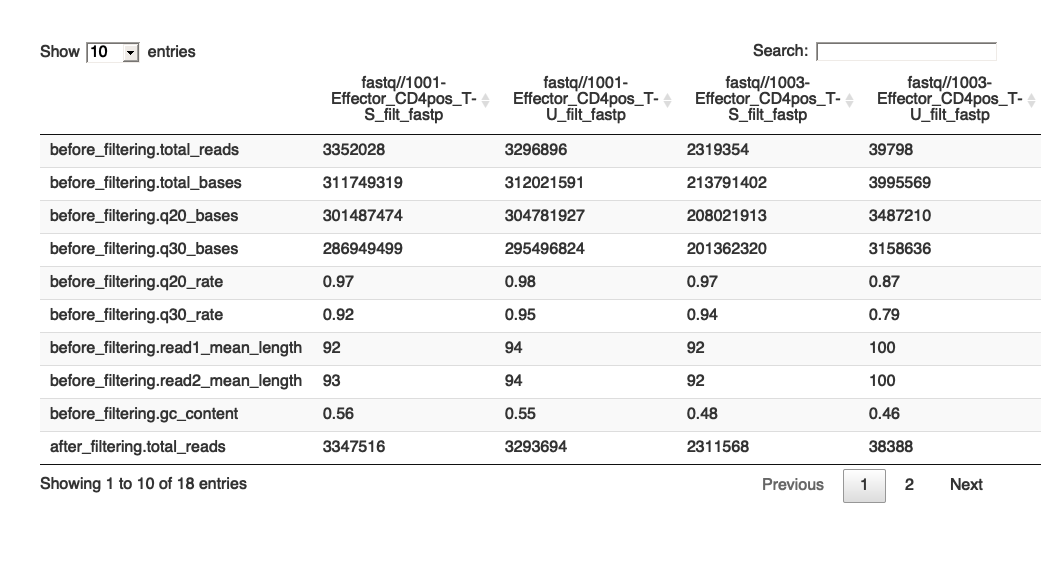 Show 10 entries Search:
fastq//1001- fastq//1001- fastq//1003- fastq//1003-
Effector_CD4pos_T- Effector_CD4pos_T- Effector_CD4pos_T- Effector_CD4pos_T-
S_filt_fastp U_filt_fastp S_filt_fastp U_filt_fastp
before_filtering.total_reads 3352028 3296896 2319354 39798
before_filtering.total_bases 311749319 312021591 213791402 3995569
before_filtering.q20_bases 301487474 304781927 208021913 3487210
before_filtering.q30_bases 286949499 295496824 201362320 3158636
before_filtering.q20_rate 0.97 0.98 0.97 0.87
before_filtering.q30_rate 0.92 0.95 0.94 0.79
before_filtering.read1_mean_length 92 94 92 100
before_filtering.read2_mean_length 93 94 92 100
before_filtering.gc_content 0.56 0.55 0.48 0.46
after_filtering.total_reads 3347516 3293694 2311568 38388
Showing 1 to 10 of 18 entries Previous 1 2 Next